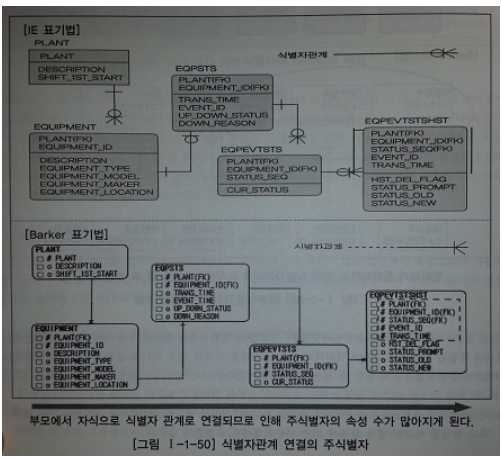 [IE 표기법]
PLANT
PLANT
DESCRIPTION
SHIFT_1ST_START
식별자관계
EQPSTS
PLANT(FK)
EQUIPMENT_ID(FK)
TRANS_TIME
EVENT_ID
UP_DOWN_STATUS
DOWN_REASON
EQUIPMENT
PLANT(FK)
EQUIPMENT_ID
DESCRIPTION
EQUIPMENT_TYPE
EQUIPMENT_MODEL
EQUIPMENT_MAKER
EQUIPMENT_LOCATION
EQPEVTSTS
PLANT(FK)
EQUIPMENT_ID(FK)
STATUS_SEQ
CUR_STATUS
EQPEVTSTSHST
PLANT(FK)
EQUIPMENT_ID(FK)
STATUS_SEQ(FK)
EVENT_ID
TRANS_TIME
HST_DEL_FLAG
STATUS_PROMPT
STATUS_OLD
STATUS_NEW
[Barker 표기법]
식별자관계
PLANT
# PLANT
o DESCRIPTION
o SHIFT_1ST_START
EQPSTS
# PLANT(FK)
# EQUIPMENT_ID(FK)
o TRANS_TIME
o EVENT_TIME
o UP_DOWN_STATUS
o DOWN_REASON
EQUIPMENT
# PLANT(FK)
# EQUIPMENT_ID
o DESCRIPTION
o EQUIPMENT_TYPE
o EQUIPMENT_MODEL
o EQUIPMENT_MAKER
o EQUIPMENT_LOCATION
EQPEVTSTS
# PLANT(FK)
# EQUIPMENT_ID(FK)
# STATUS_SEQ
o CUR_STATUS
EQPEVTSTSHST
# PLANT(FK)
# EQUIPMENT_ID(FK)
# STATUS_SEQ(FK)
# EVENT_ID
# TRANS_TIME
o HST_DEL_FLAG
o STATUS_PROMPT
o STATUS_OLD
o STATUS_NEW
부모에서 자식으로 식별자 관계로 연결되므로 인해 주식별자의 속성 수가 많아지게 된다.
[그림 Ⅰ-1-50] 식별자관계 연결의 주식별자